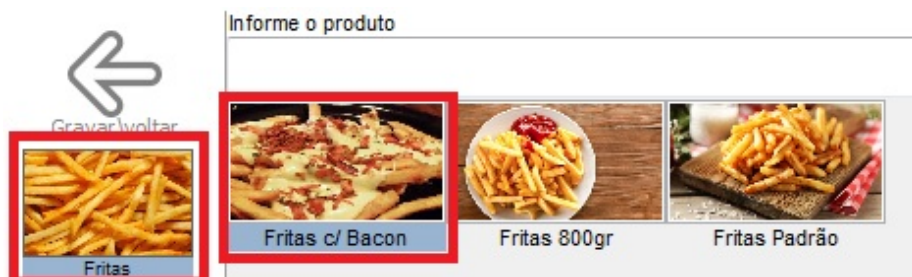 Informe o produto
Gravar\voltar
Fritas c/ Bacon
Fritas 800gr
Fritas Padrão
Fritas